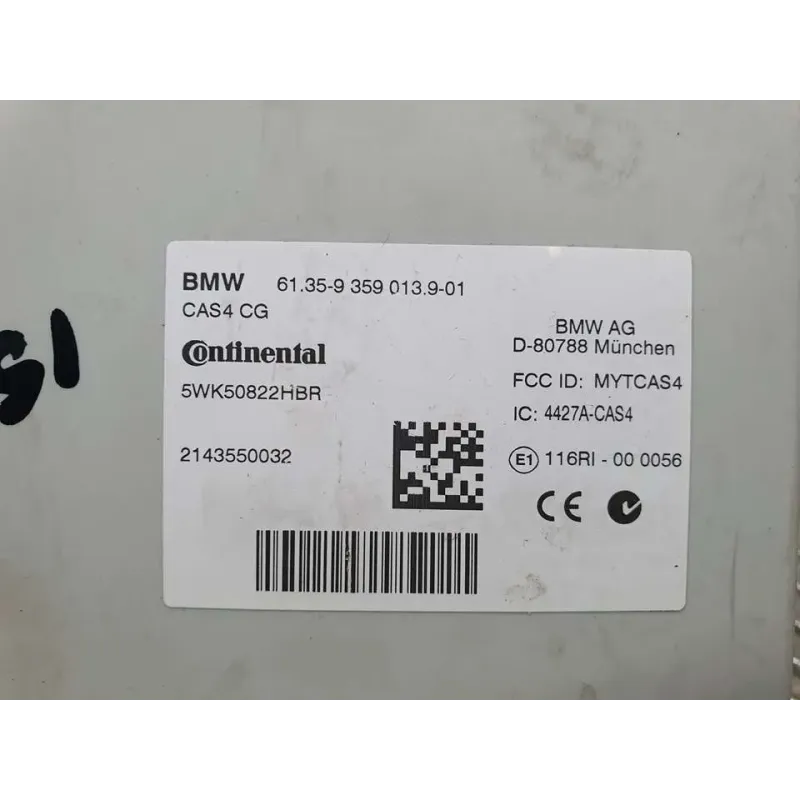 BMW 61.35-9 359 013.9-01
CAS4 CG
Continental
5WK50822HBR
2143550032
BMW AG
D-80788 München
FCC ID: MYTCAS4
IC: 4427A-CAS4
E1 116RI - 00 0056
CE